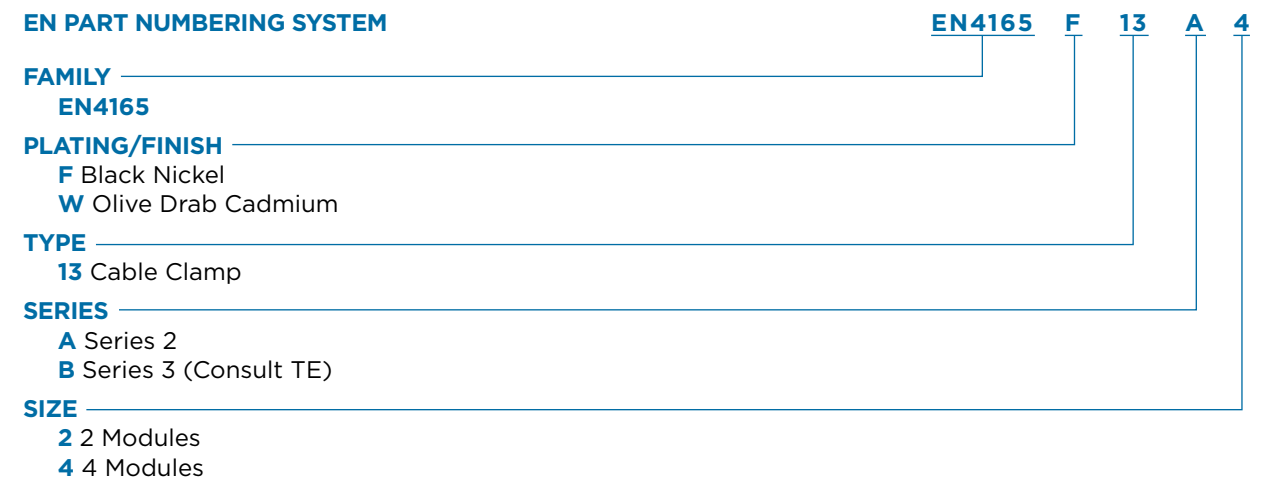 EN PART NUMBERING SYSTEM EN4165 F 13 A 4
FAMILY
EN4165
PLATING/FINISH
F Black Nickel
W Olive Drab Cadmium
TYPE
13 Cable Clamp
SERIES
A Series 2
B Series 3 (Consult TE)
SIZE
2 2 Modules
4 4 Modules